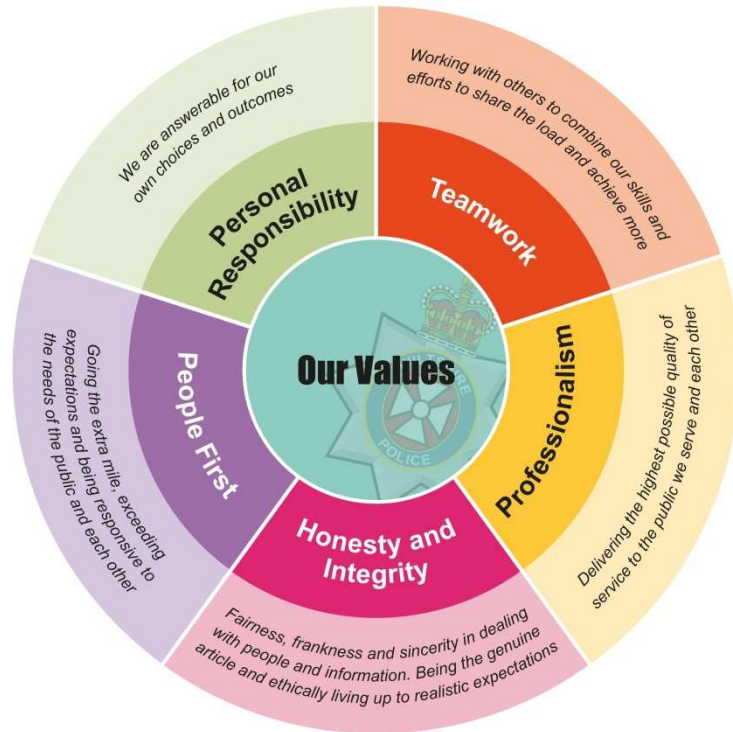 Our Values
Teamwork
Working with others to combine our skills and
efforts to share the load and achieve more
Professionalism
Delivering the highest possible quality of
service to the public we serve and each other
Honesty and
Integrity
Fairness, frankness and sincerity in dealing
with people and information. Being the genuine
article and ethically living up to realistic expectations
People First
Going the extra mile, exceeding
expectations and being responsive to
the needs of the public and each other
Personal
Responsibility
We are answerable for our
own choices and outcomes
POLICE